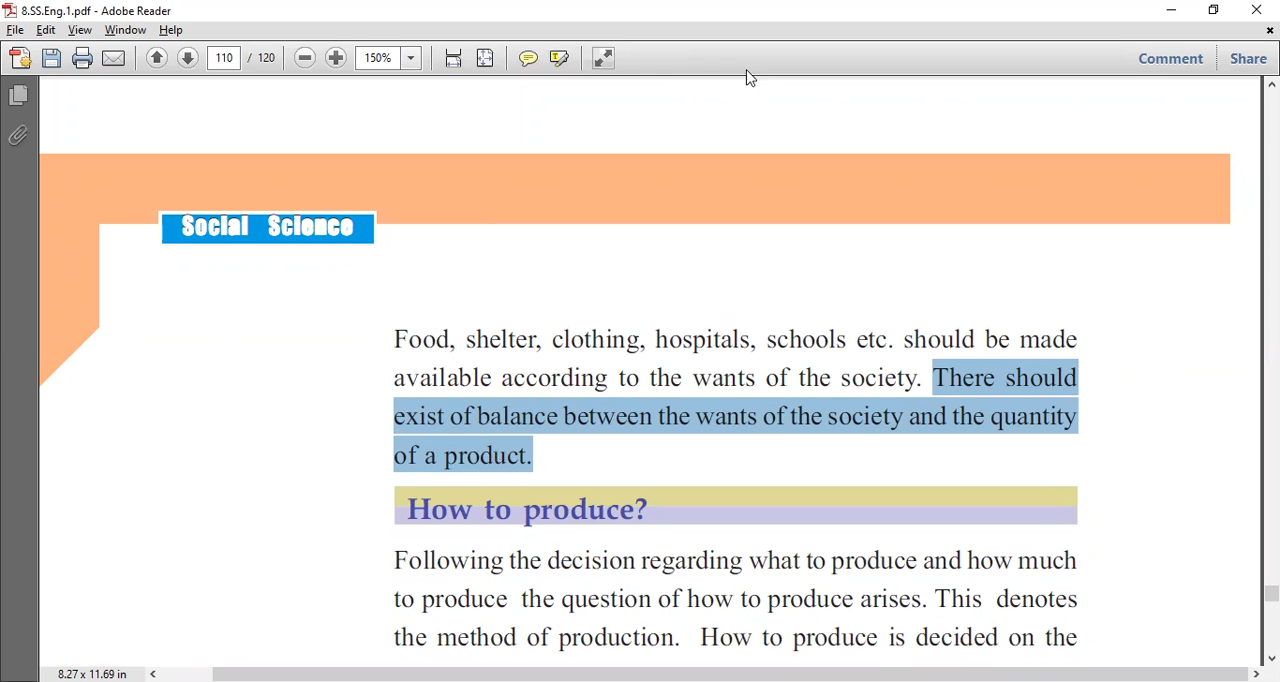 8.SS.Eng.1.pdf - Adobe Reader
File Edit View Window Help
110 / 120 150% Comment Share
Social Science
Food, shelter, clothing, hospitals, schools etc. should be made
available according to the wants of the society. There should
exist of balance between the wants of the society and the quantity
of a product.
How to produce?
Following the decision regarding what to produce and how much
to produce the question of how to produce arises. This denotes
the method of production. How to produce is decided on the
8.27 x 11.69 in